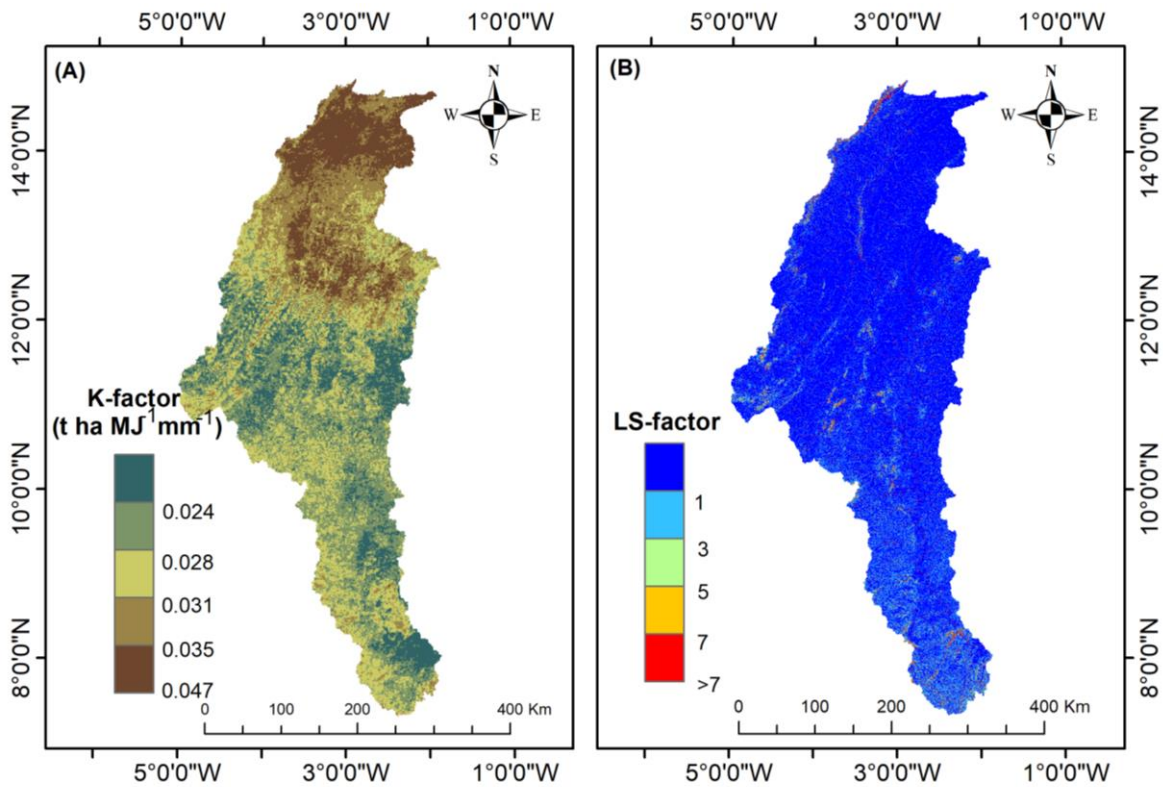 5°0'0"W 3°0'0"W 1°0'0"W 5°0'0"W 3°0'0"W 1°0'0"W
(A)
N
W E
S
(B)
N
W E
S
14°0'0"N
12°0'0"N
10°0'0"N
8°0'0"N
K-factor
(t ha MJ⁻¹mm⁻¹)
0.024
0.028
0.031
0.035
0.047
0 100 200 400 Km
LS-factor
1
3
5
7
>7
0 100 200 400 Km
14°0'0"N
12°0'0"N
10°0'0"N
8°0'0"N
5°0'0"W 3°0'0"W 1°0'0"W 5°0'0"W 3°0'0"W 1°0'0"W